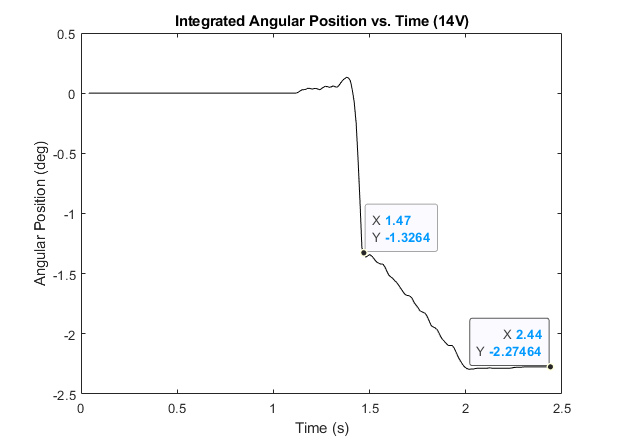 Integrated Angular Position vs. Time (14V)
0.5
0
-0.5
-1
-1.5
-2
-2.5
Angular Position (deg)
X 1.47
Y -1.3264
X 2.44
Y -2.27464
0
0.5
1
1.5
2
2.5
Time (s)